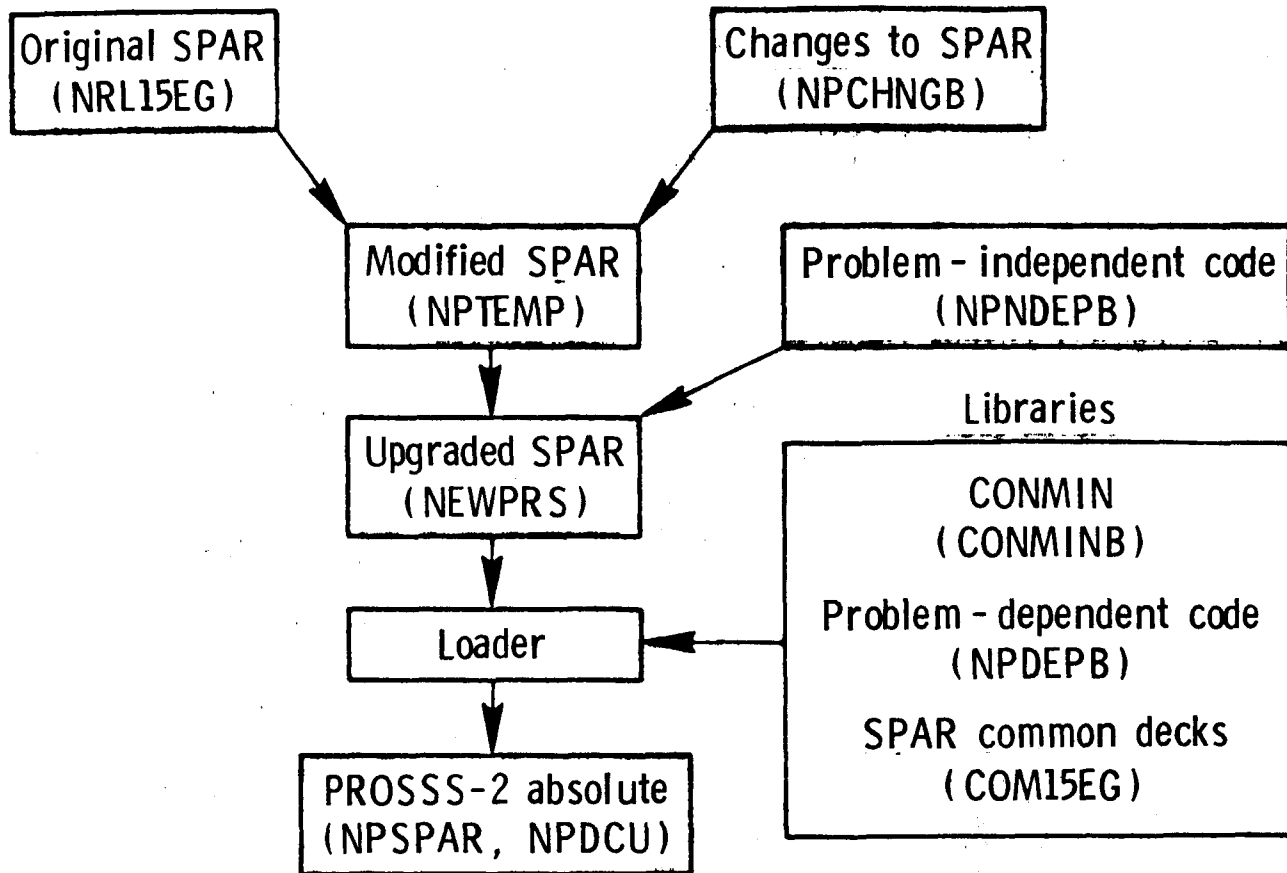 Original SPAR
(NRL15EG)
Changes to SPAR
(NPCHNGB)
Modified SPAR
(NPTEMP)
Problem-independent code
(NPNDEPB)
Upgraded SPAR
(NEWPRS)
Libraries
CONMIN
(CONMINB)
Problem-dependent code
(NPDEPB)
SPAR common decks
(COM15EG)
Loader
PROSSS-2 absolute
(NPSPAR, NPDCU)